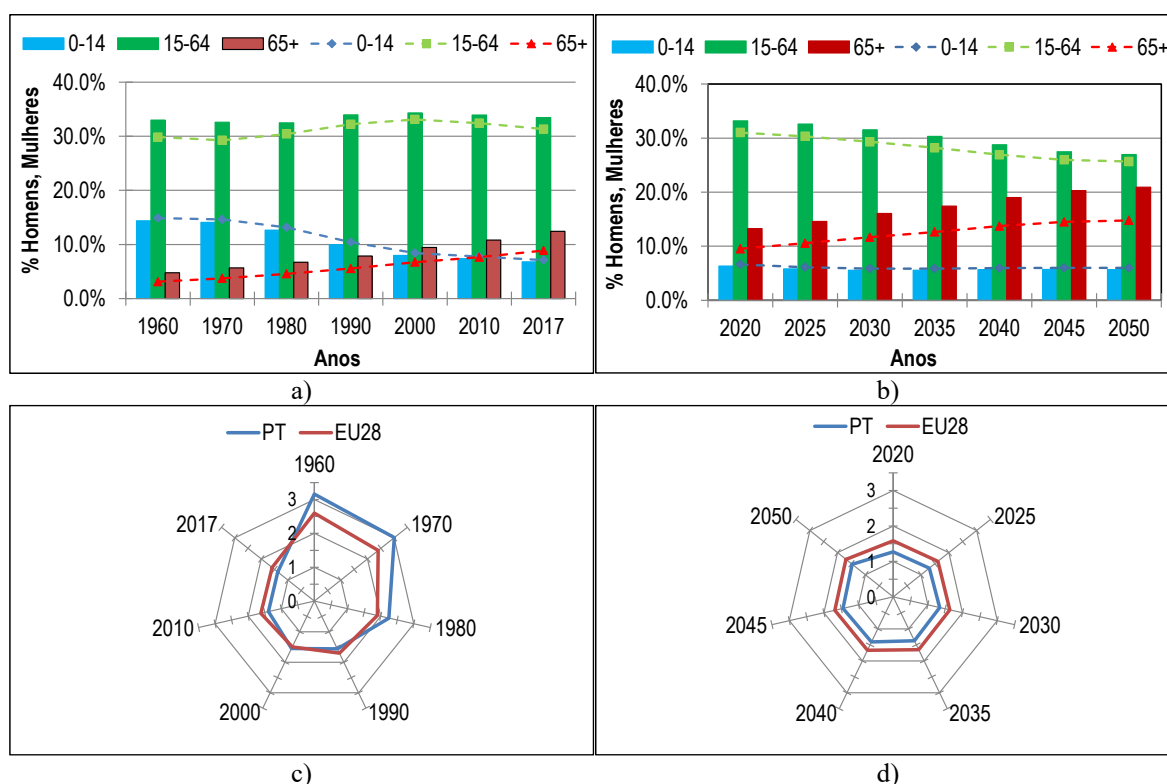 0-14 15-64 65+ 0-14 15-64 65+
40.0%
30.0%
20.0%
10.0%
0.0%
% Homens, Mulheres
1960 1970 1980 1990 2000 2010 2017
Anos
a)
0-14 15-64 65+ 0-14 15-64 65+
40.0%
30.0%
20.0%
10.0%
0.0%
% Homens, Mulheres
2020 2025 2030 2035 2040 2045 2050
Anos
b)
PT EU28
1960
1970
1980
1990
2000
2010
2017
3
2
1
0
c)
PT EU28
2020
2025
2030
2035
2040
2045
2050
3
2
1
0
d)